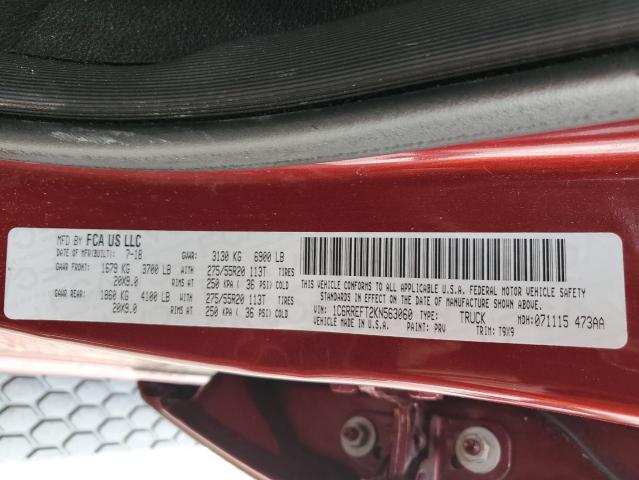 MFD BY FCA US LLC
DATE OF MFR(BUILT): 7-18 GVWR: 3130 KG 6900 LB
GAWR FRONT: 1679 KG 3700 LB WITH 275/55R20 113T TIRES
20X9.0 RIMS AT 250 KPA ( 36 PSI) COLD
GAWR REAR: 1860 KG 4100 LB WITH 275/55R20 113T TIRES
20X9.0 RIMS AT 250 KPA ( 36 PSI) COLD
THIS VEHICLE CONFORMS TO ALL APPLICABLE U.S.A. FEDERAL MOTOR VEHICLE SAFETY
STANDARDS IN EFFECT ON THE DATE OF MANUFACTURE SHOWN ABOVE.
VIN: 1C6RREFT2KN563060 TYPE: TRUCK MDH: 071115 473AA
VEHICLE MADE IN U.S.A. PAINT: PRV TRIM: T9X9